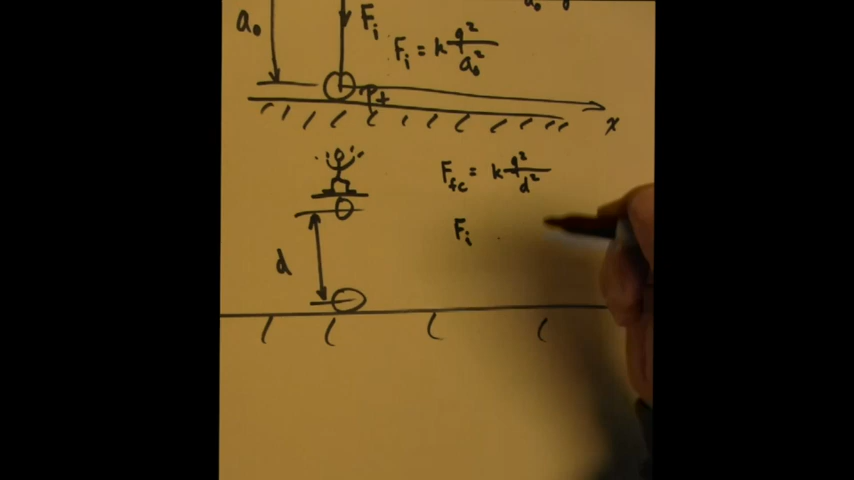 a₀
Fᵢ
Fᵢ = k q²/a₀²
P₊
x
F_fc = k q²/d²
Fᵢ
d